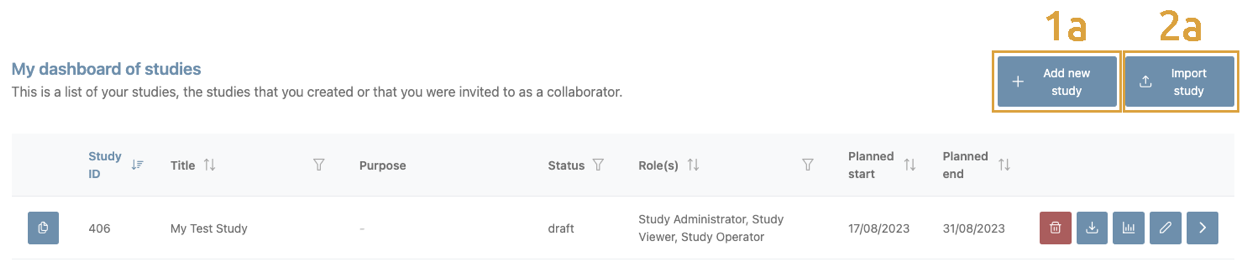 1a 2a
My dashboard of studies
This is a list of your studies, the studies that you created or that you were invited to as a collaborator.
Add new
study
Import
study
Study
ID
Title
Purpose
Status
Role(s)
Planned
start
Planned
end
406
My Test Study
-
draft
Study Administrator, Study
Viewer, Study Operator
17/08/2023
31/08/2023